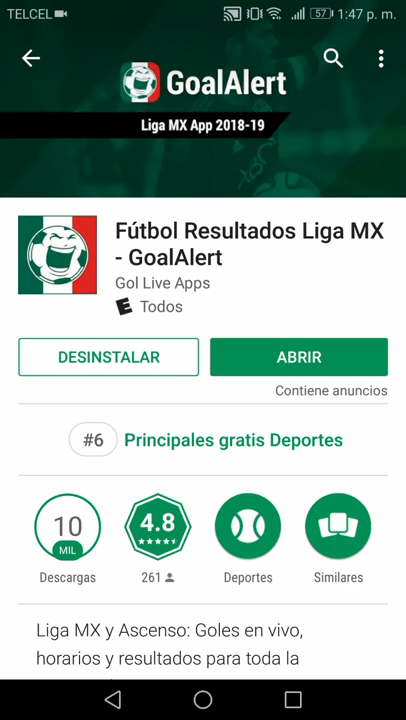 TELCEL 57 1:47 p. m.
GoalAlert
Liga MX App 2018-19
Fútbol Resultados Liga MX
- GoalAlert
Gol Live Apps
E Todos
DESINSTALAR
ABRIR
Contiene anuncios
#6 Principales gratis Deportes
10
MIL
4.8
Descargas
261
Deportes
Similares
Liga MX y Ascenso: Goles en vivo,
horarios y resultados para toda la